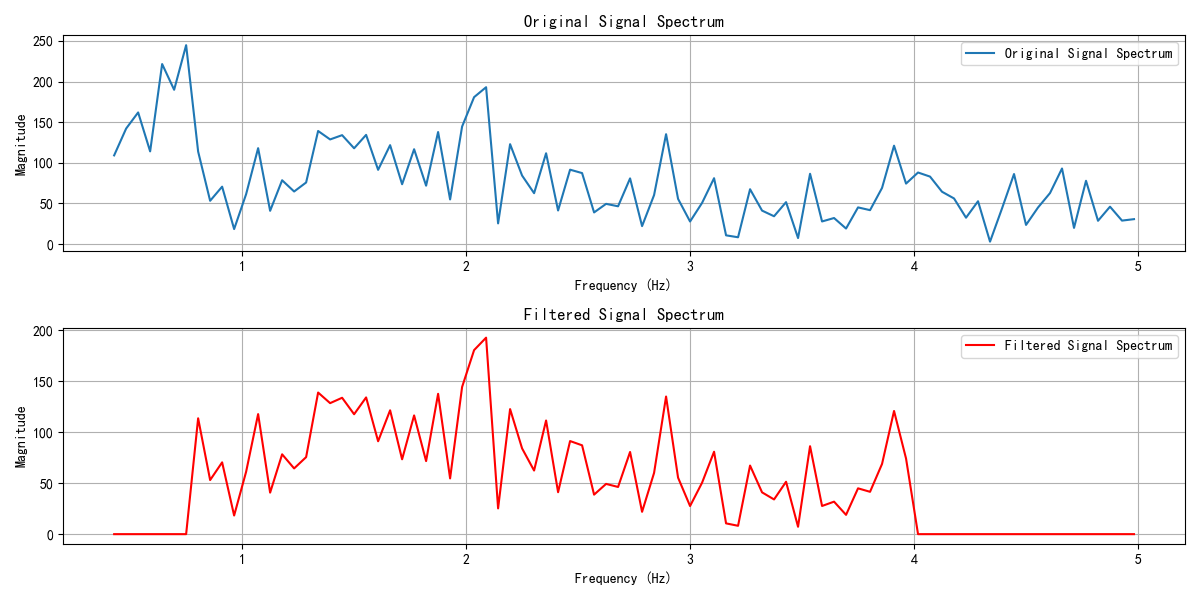 Original Signal Spectrum
250
200
150
100
50
0
Magnitude
Original Signal Spectrum
1 2 3 4 5
Frequency (Hz)
Filtered Signal Spectrum
200
150
100
50
0
Magnitude
Filtered Signal Spectrum
1 2 3 4 5
Frequency (Hz)